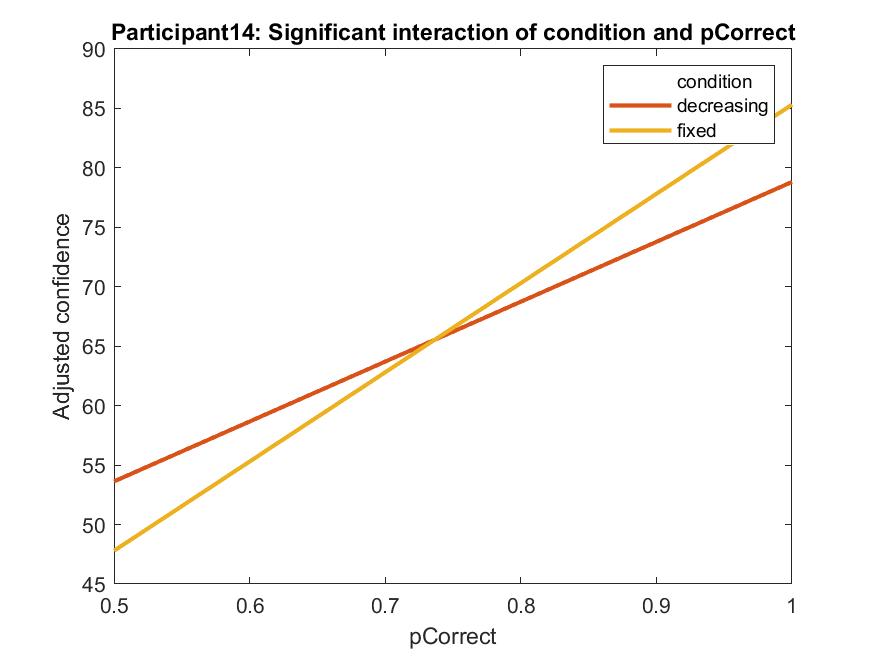 Participant14: Significant interaction of condition and pCorrect
90
85
80
75
70
65
60
55
50
45
Adjusted confidence
condition
decreasing
fixed
0.5 0.6 0.7 0.8 0.9 1
pCorrect